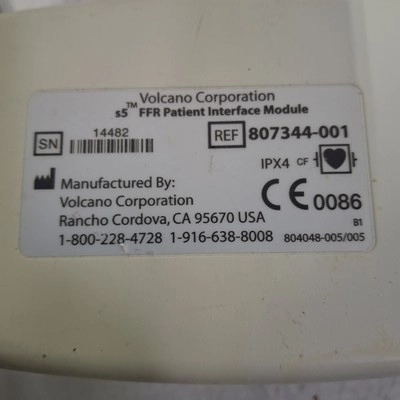 Volcano Corporation
s5™ FFR Patient Interface Module
SN 14482 REF 807344-001
IPX4 CF
Manufactured By:
Volcano Corporation
Rancho Cordova, CA 95670 USA
CE 0086
B1
1-800-228-4728 1-916-638-8008 804048-005/005